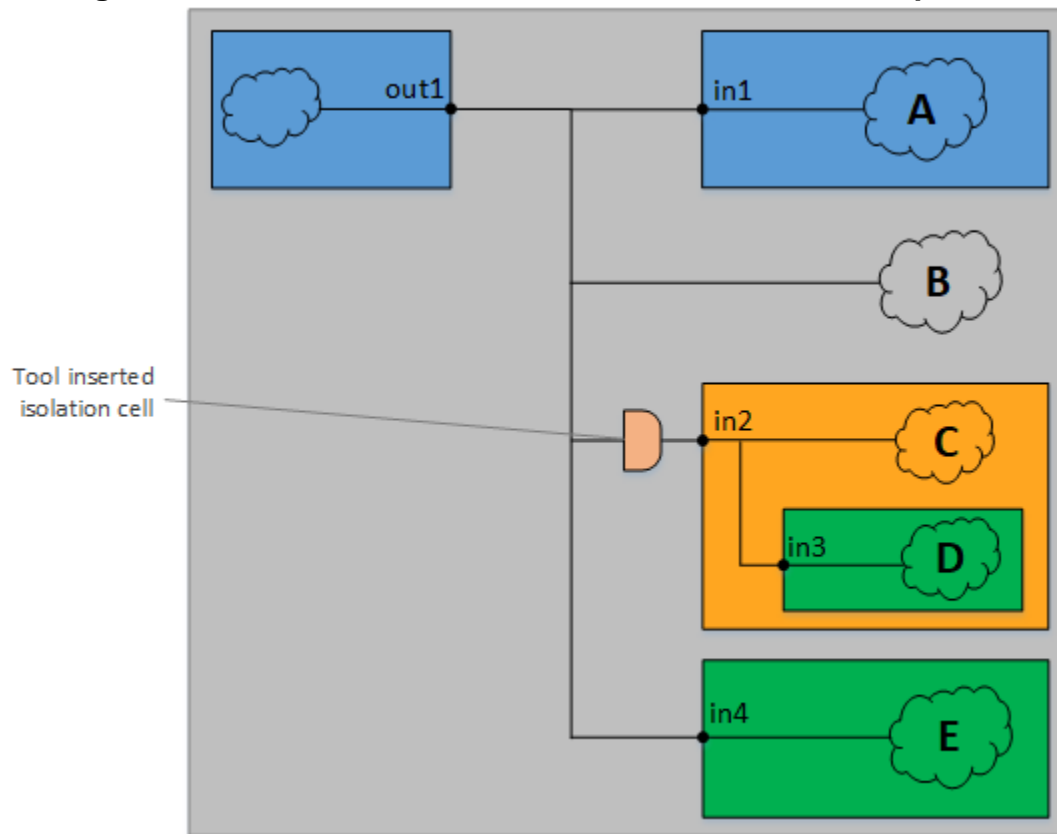 out1
in1
A
B
Tool inserted
isolation cell
in2
C
in3
D
in4
E